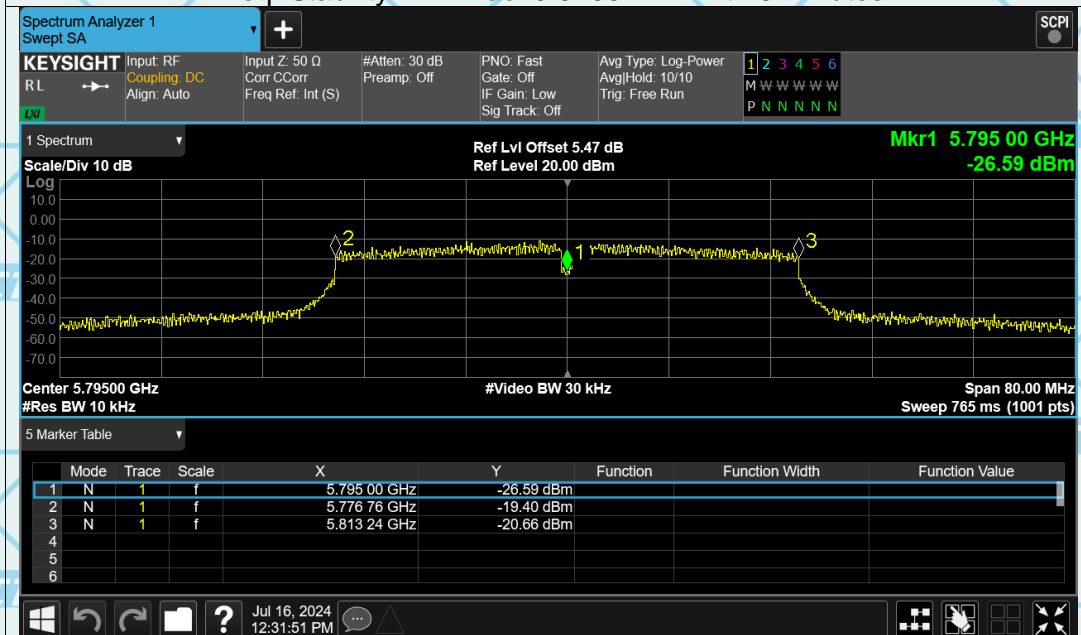 Spectrum Analyzer 1
Swept SA
+
SCPI
KEYSIGHT
R L
LXI
Input: RF
Coupling: DC
Align: Auto
Input Z: 50 Ω
Corr CCorr
Freq Ref: Int (S)
#Atten: 30 dB
Preamp: Off
PNO: Fast
Gate: Off
IF Gain: Low
Sig Track: Off
Avg Type: Log-Power
Avg|Hold: 10/10
Trig: Free Run
1 2 3 4 5 6
M W W W W W
P N N N N N
1 Spectrum
Scale/Div 10 dB
Ref Lvl Offset 5.47 dB
Ref Level 20.00 dBm
Mkr1 5.795 00 GHz
-26.59 dBm
Log
10.0
0.00
-10.0
-20.0
-30.0
-40.0
-50.0
-60.0
-70.0
2
1
3
Center 5.79500 GHz
#Video BW 30 kHz
Span 80.00 MHz
#Res BW 10 kHz
Sweep 765 ms (1001 pts)
5 Marker Table
Mode Trace Scale X Y Function Function Width Function Value
1 N 1 f 5.795 00 GHz -26.59 dBm
2 N 1 f 5.776 76 GHz -19.40 dBm
3 N 1 f 5.813 24 GHz -20.66 dBm
4
5
6
?
Jul 16, 2024
12:31:51 PM